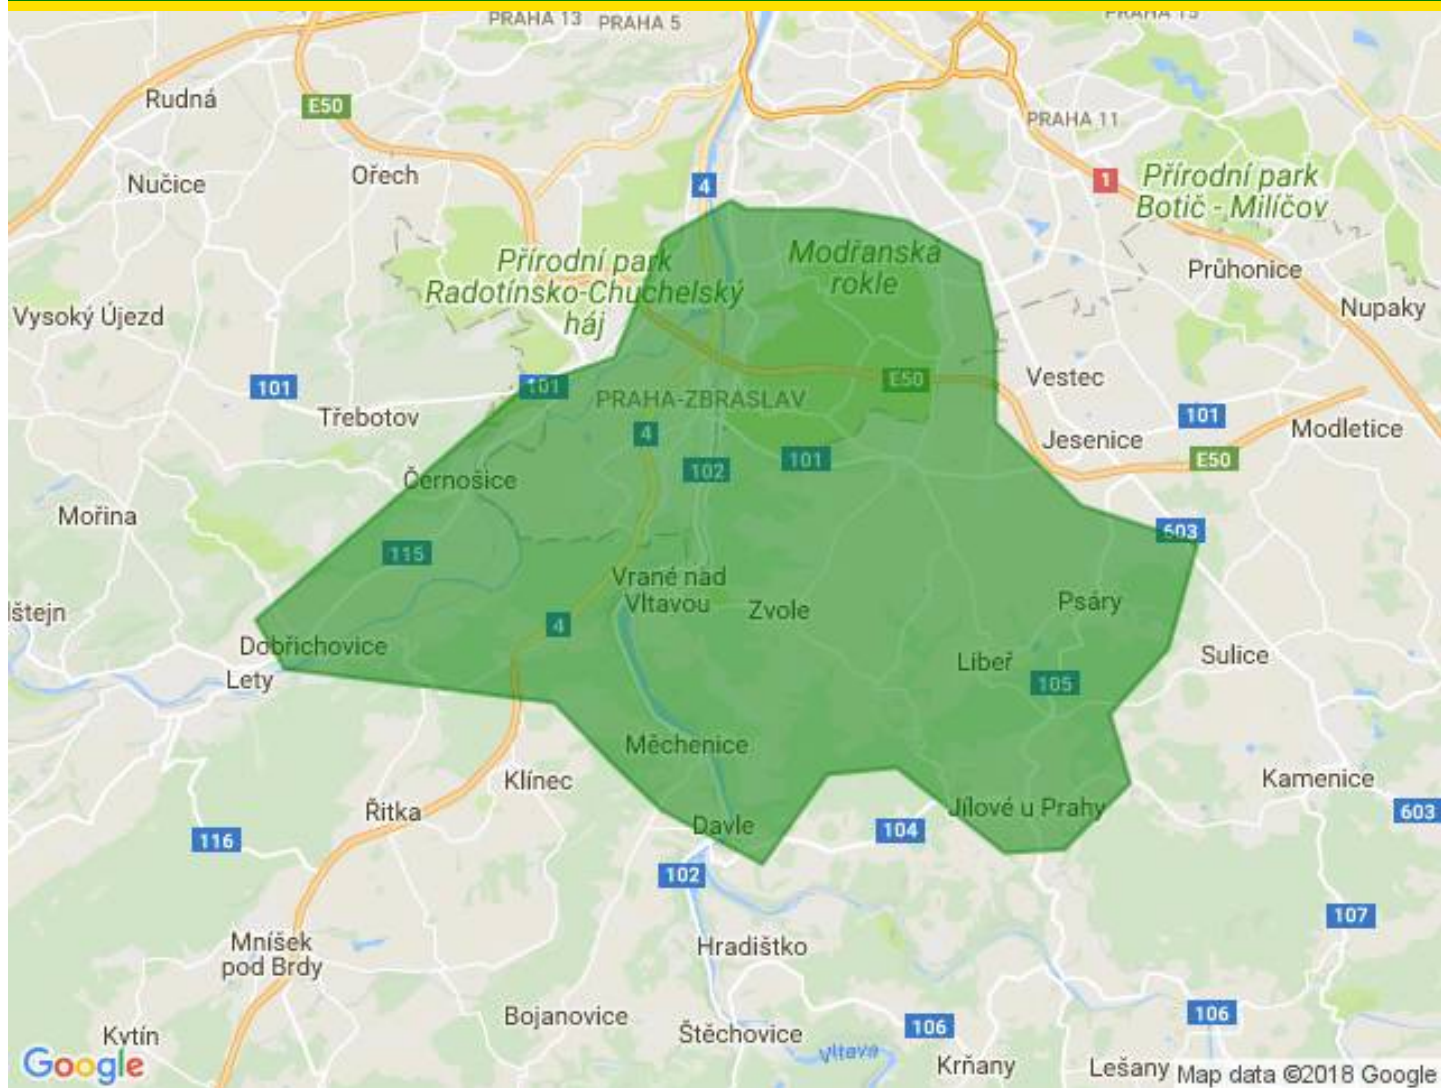 PRAHA 13
PRAHA 5
PRAHA 15
Rudná
E50
PRAHA 11
Ořech
Nučice
4
1
Přírodní park
Botič - Milíčov
Přírodní park
Radotínsko-Chuchelský
háj
Modřanská
rokle
Průhonice
Nupaky
Vysoký Újezd
101
101
E50
Vestec
PRAHA-ZBRASLAV
Třebotov
101
4
Jesenice
Modletice
102
101
E50
Černošice
Mořina
603
115
Vrané nad
Vltavou
Zvole
Psáry
lštejn
4
Dobřichovice
Lety
Libeř
105
Sulice
Měchenice
Klínec
Kamenice
Řitka
Davle
104
Jílové u Prahy
603
116
102
107
Mníšek
pod Brdy
Hradištko
Bojanovice
Štěchovice
106
106
Kytín
Vltava
Krňany
Lešany
Google
Map data ©2018 Google